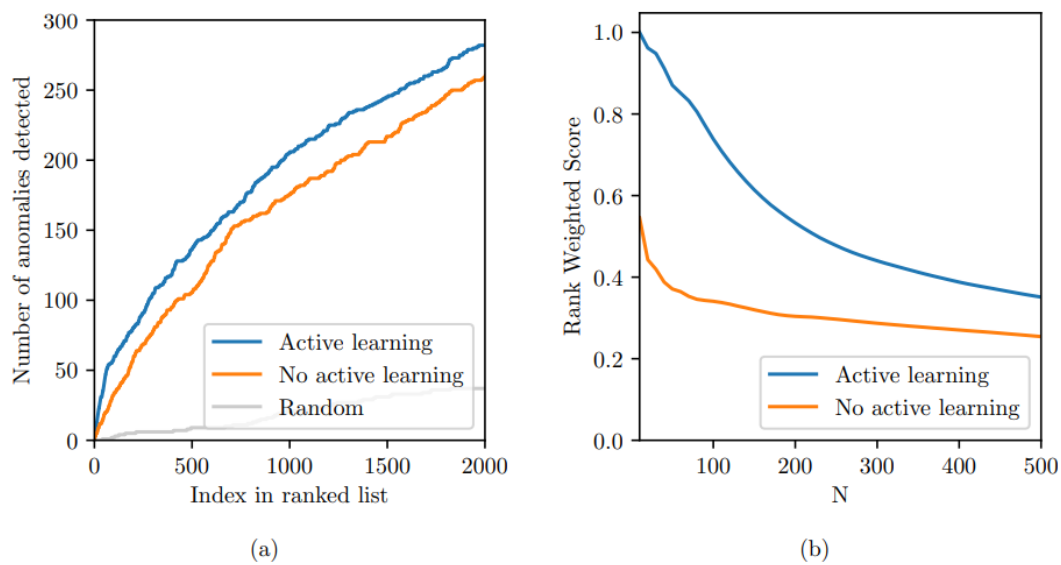 300
250
200
150
100
50
0
Number of anomalies detected
Active learning
No active learning
Random
0 500 1000 1500 2000
Index in ranked list
(a)
1.0
0.8
0.6
0.4
0.2
0.0
Rank Weighted Score
Active learning
No active learning
100 200 300 400 500
N
(b)